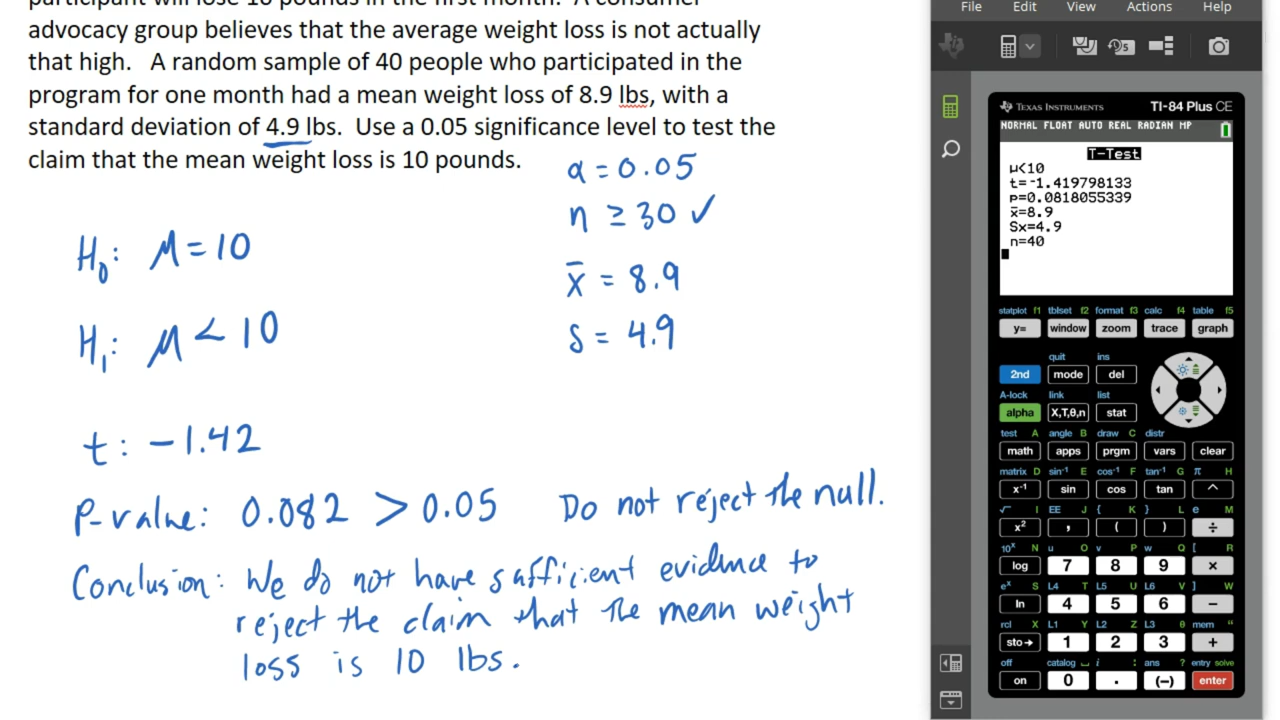 participant will lose 10 pounds in the first month. A consumer
advocacy group believes that the average weight loss is not actually
that high. A random sample of 40 people who participated in the
program for one month had a mean weight loss of 8.9 lbs, with a
standard deviation of 4.9 lbs. Use a 0.05 significance level to test the
claim that the mean weight loss is 10 pounds.
α = 0.05
n ≥ 30 ✓
H₀: μ = 10
x̄ = 8.9
H₁: μ < 10
s = 4.9
t: -1.42
P-value: 0.082 > 0.05 Do not reject the null.
Conclusion: We do not have sufficient evidence to
reject the claim that the mean weight
loss is 10 lbs.
File Edit View Actions Help
TEXAS INSTRUMENTS TI-84 Plus CE
NORMAL FLOAT AUTO REAL RADIAN MP
T-Test
μ<10
t=-1.419798133
p=0.0818055339
x̄=8.9
Sx=4.9
n=40
statplot f1 tblset f2 format f3 calc f4 table f5
y= window zoom trace graph
quit ins
2nd mode del
A-lock link list
alpha X,T,θ,n stat
test A angle B draw C distr
math apps prgm vars clear
matrix D sin⁻¹ E cos⁻¹ F tan⁻¹ G π H
x⁻¹ sin cos tan ^
√ I EE J { K } L e M
x² , ( ) ÷
10ˣ N u O v P w Q [ R
log 7 8 9 ×
eˣ S L4 T L5 U L6 V ] W
ln 4 5 6 −
rcl X L1 Y L2 Z L3 θ mem "
sto→ 1 2 3 +
off catalog i : ans ? entry solve
on 0 . (−) enter